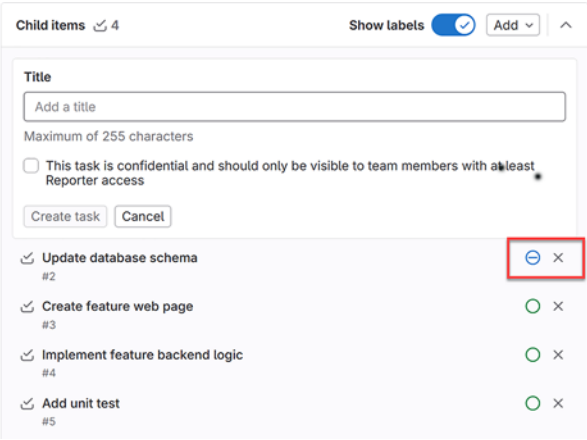 Child items 4 Show labels Add
Title
Add a title
Maximum of 255 characters
This task is confidential and should only be visible to team members with at least
Reporter access
Create task Cancel
Update database schema
#2
Create feature web page
#3
Implement feature backend logic
#4
Add unit test
#5